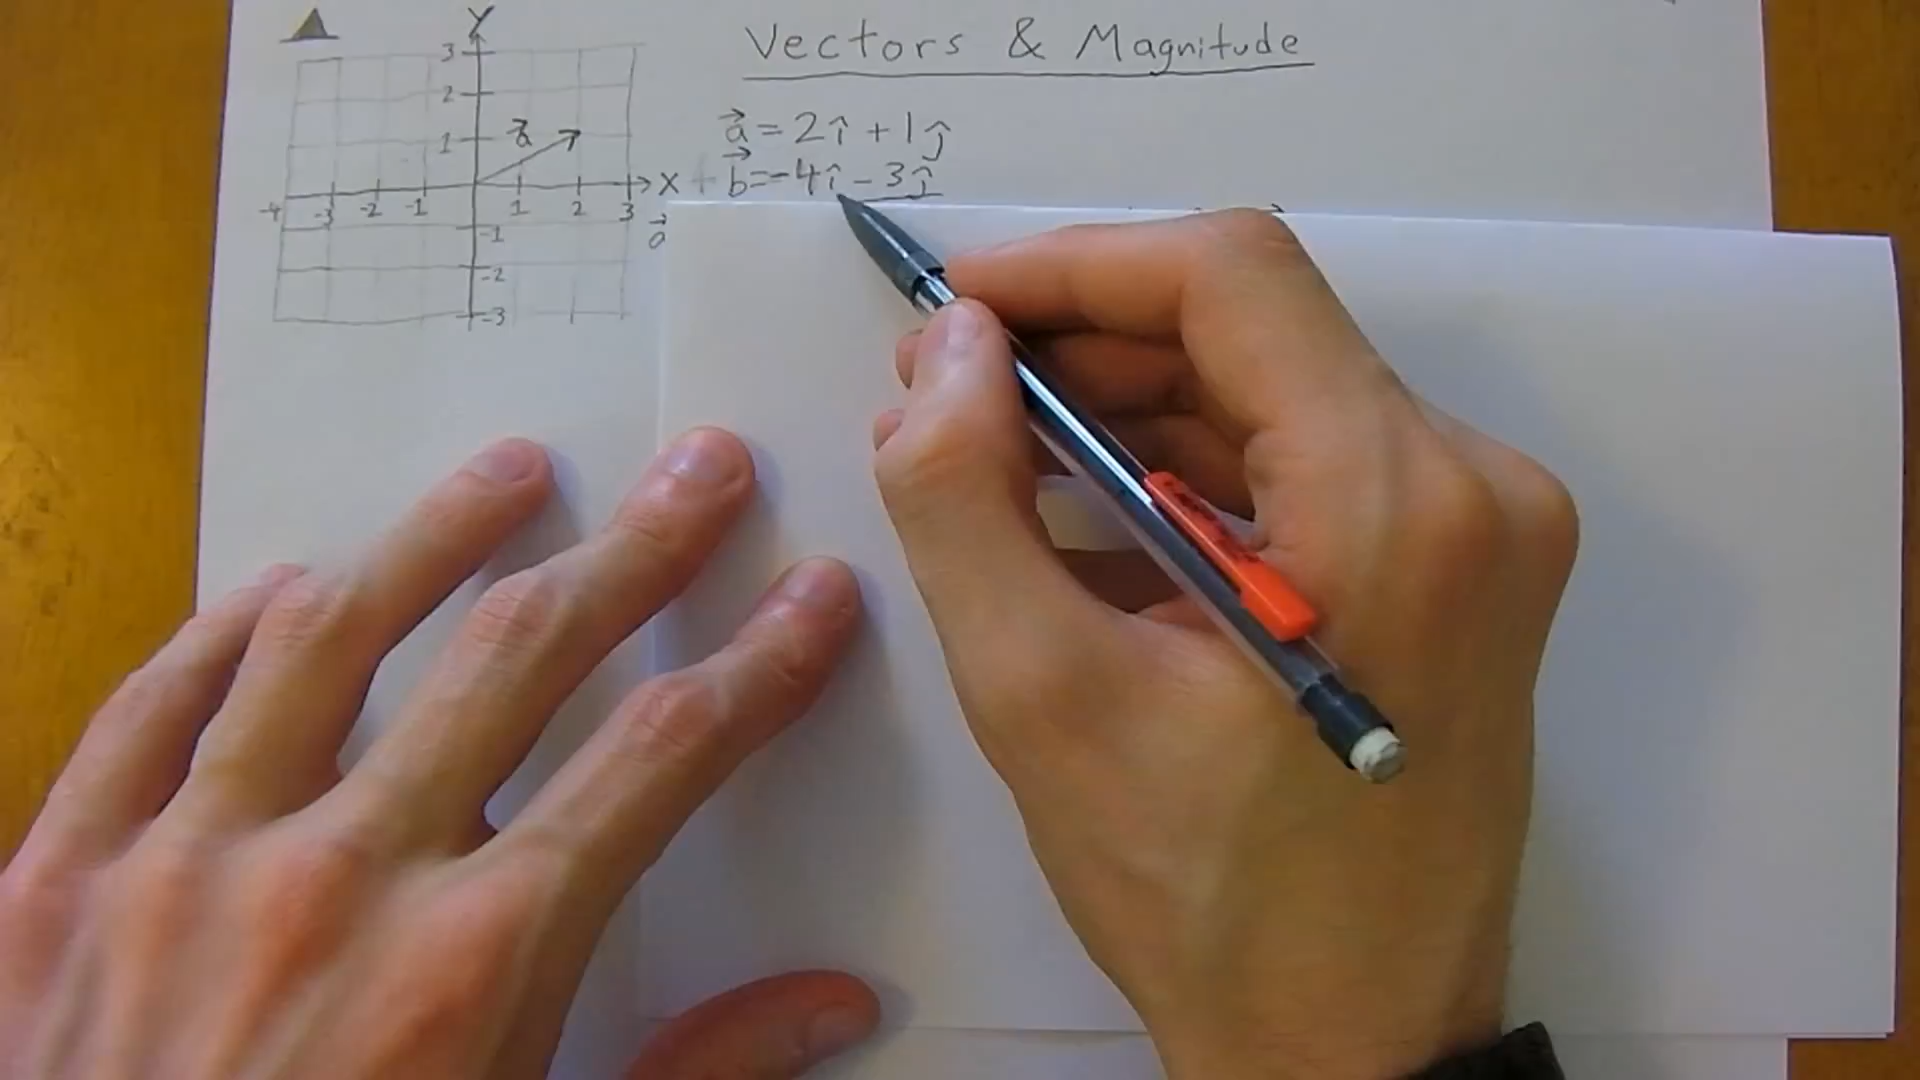 Vectors & Magnitude
Y
3
2
1
a⃗
X
-4 -3 -2 -1 1 2 3
-1
-2
-3
a⃗ = 2î + 1ĵ
+ b⃗ = -4î - 3ĵ
a⃗